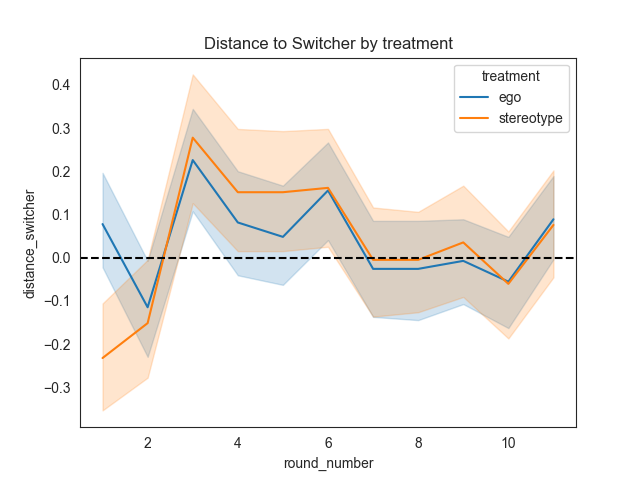 Distance to Switcher by treatment
treatment
ego
stereotype
distance_switcher
0.4
0.3
0.2
0.1
0.0
−0.1
−0.2
−0.3
2 4 6 8 10
round_number